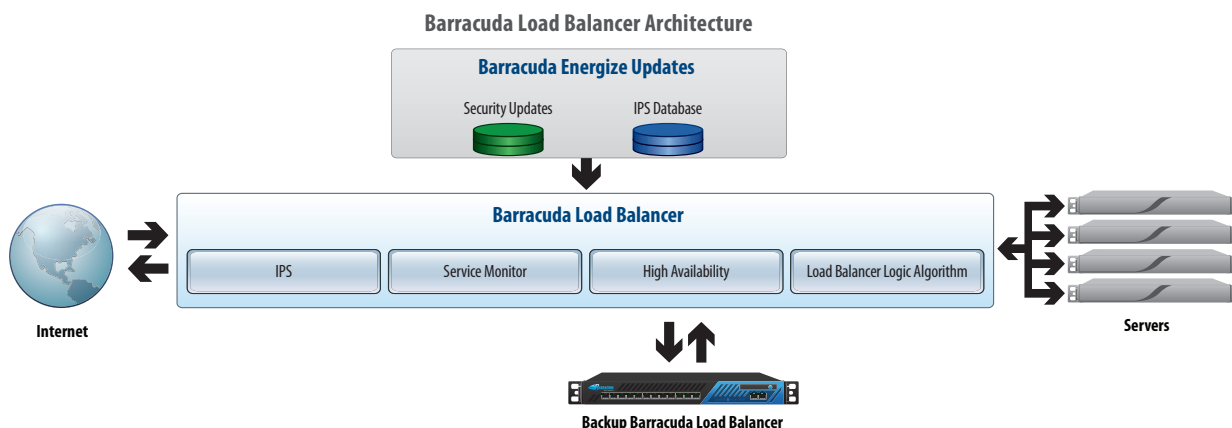 Barracuda Load Balancer Architecture
Barracuda Energize Updates
Security Updates
IPS Database
Barracuda Load Balancer
IPS
Service Monitor
High Availability
Load Balancer Logic Algorithm
Internet
Servers
Backup Barracuda Load Balancer